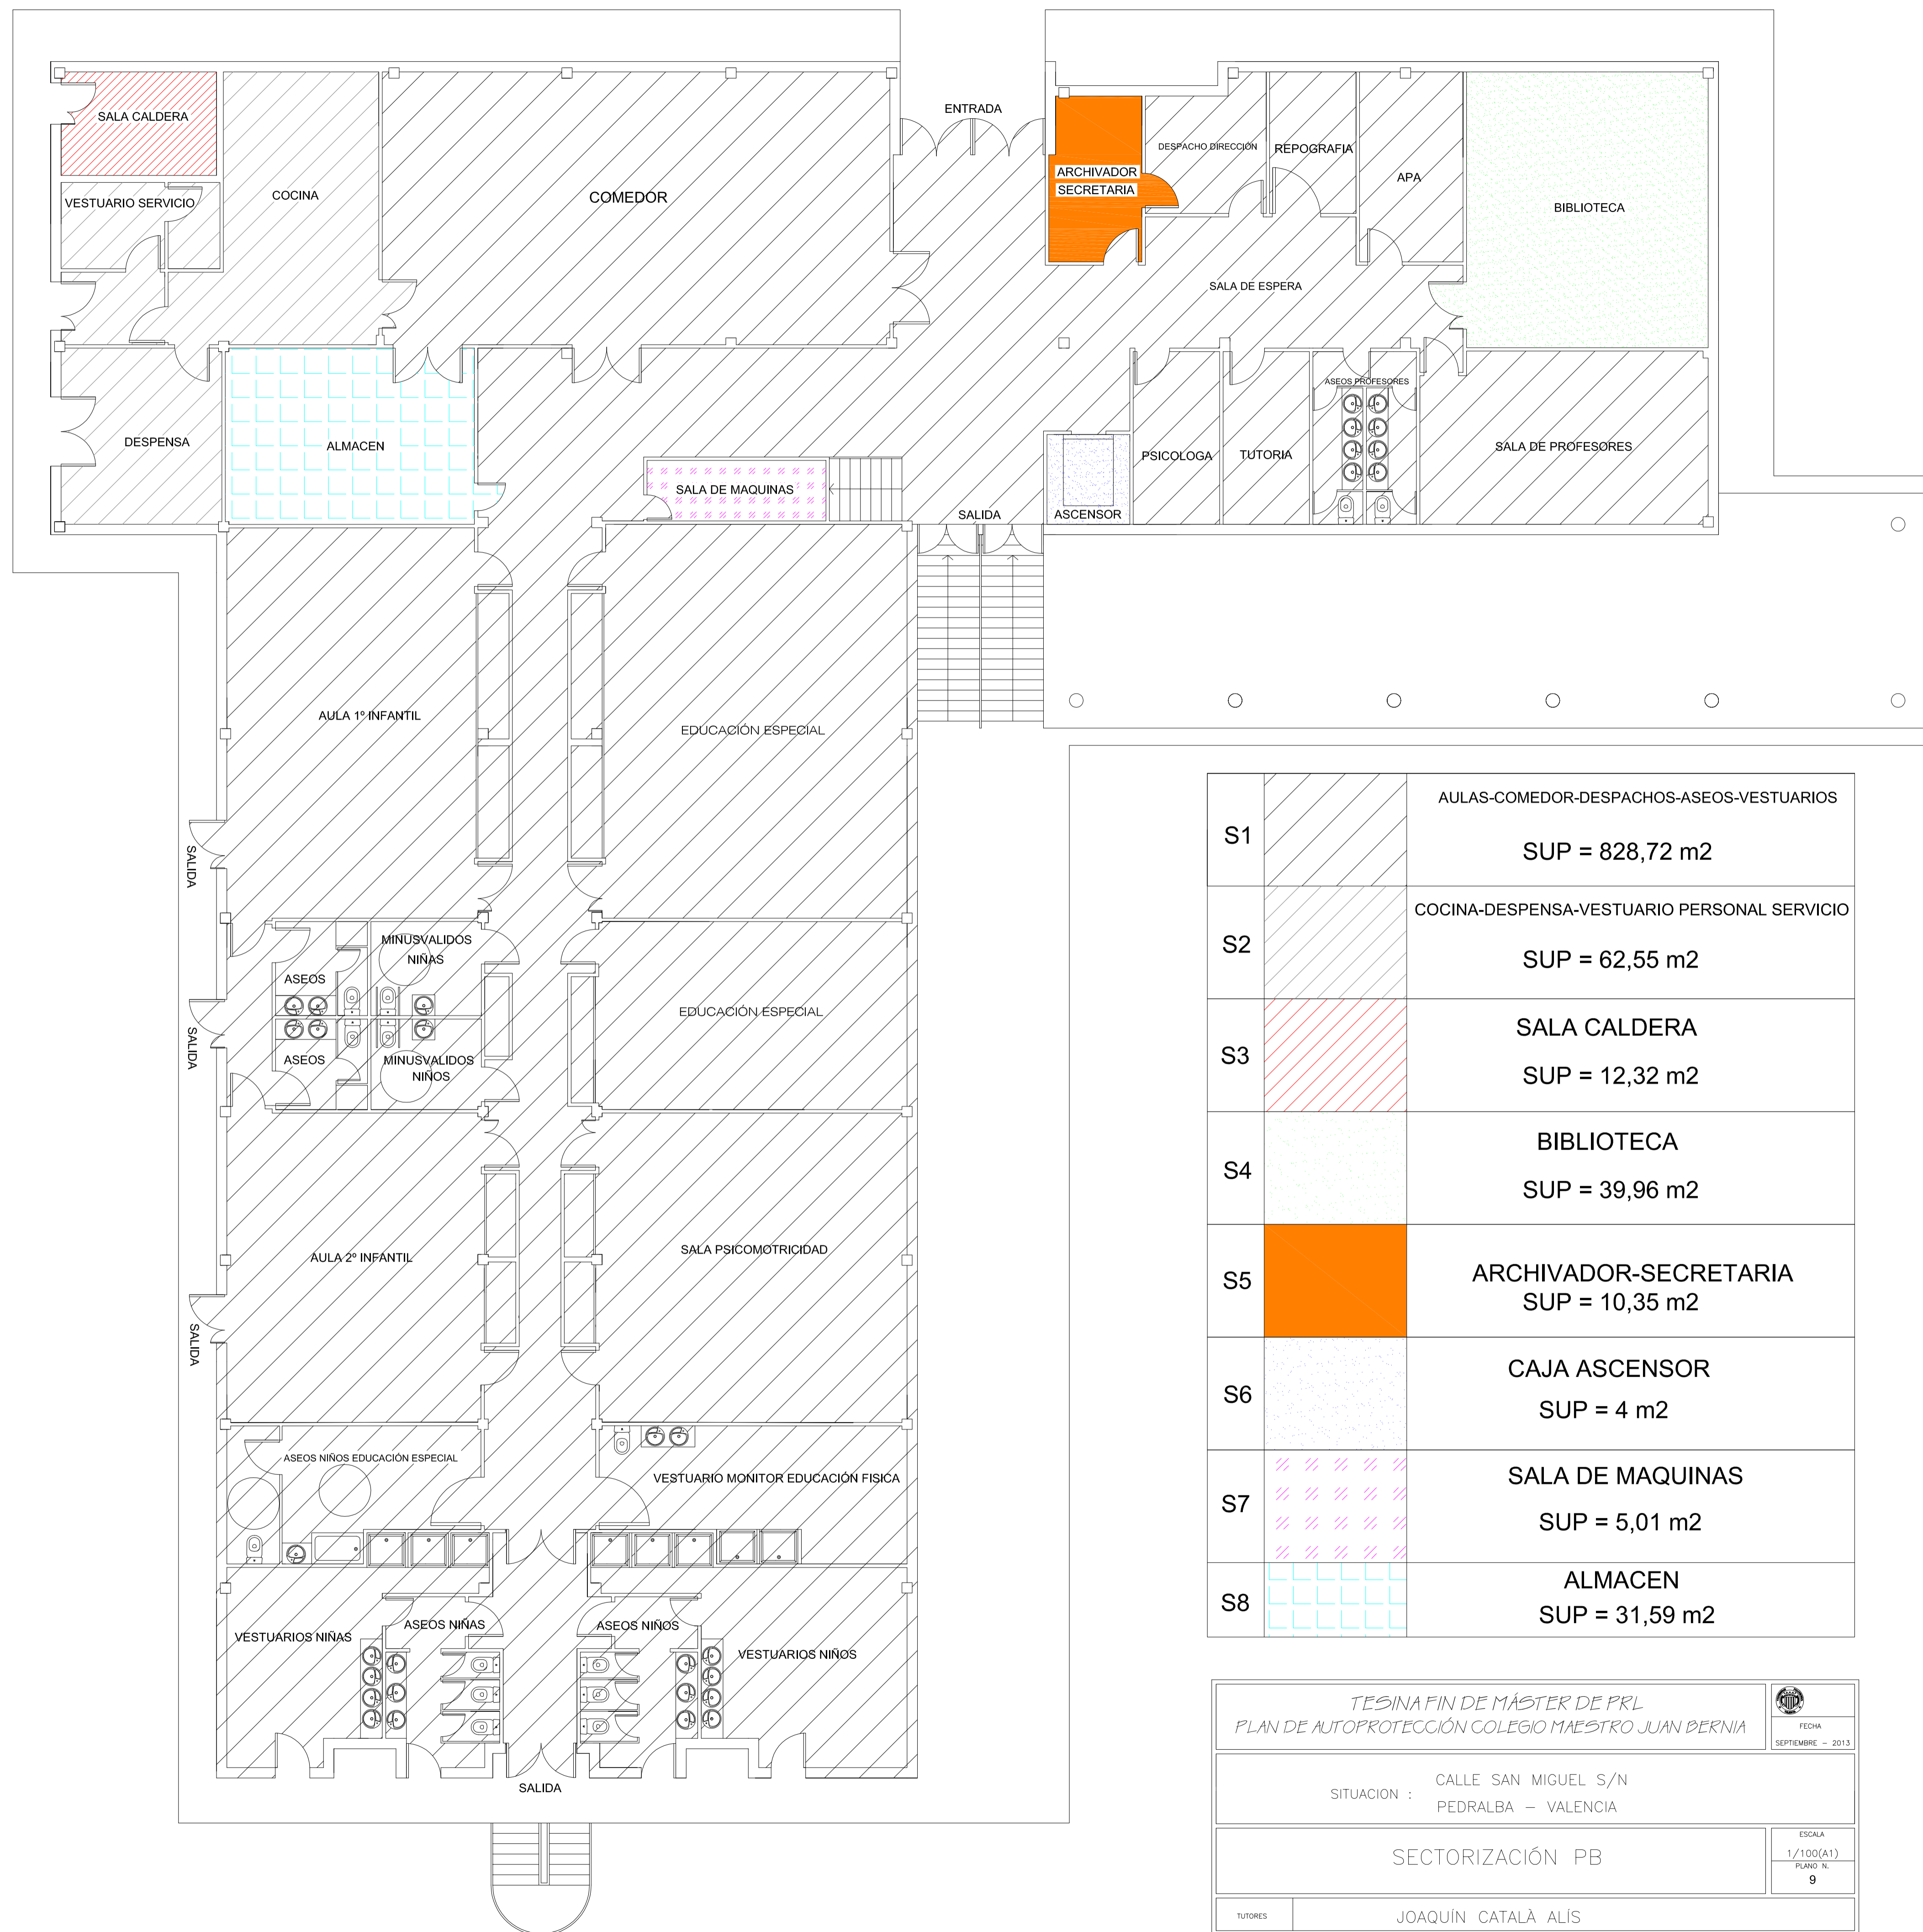 ENTRADA
SALA CALDERA
VESTUARIO SERVICIO
COCINA
COMEDOR
ARCHIVADOR
SECRETARIA
DESPACHO DIRECCIÓN
REPOGRAFIA
APA
BIBLIOTECA
SALA DE ESPERA
DESPENSA
ALMACEN
SALA DE MAQUINAS
SALIDA
ASCENSOR
PSICOLOGA
TUTORIA
ASEOS PROFESORES
SALA DE PROFESORES
AULA 1º INFANTIL
EDUCACIÓN ESPECIAL
SALIDA
MINUSVALIDOS
NIÑAS
ASEOS
EDUCACIÓN ESPECIAL
SALIDA
ASEOS
MINUSVALIDOS
NIÑOS
AULA 2º INFANTIL
SALA PSICOMOTRICIDAD
SALIDA
ASEOS NIÑOS EDUCACIÓN ESPECIAL
VESTUARIO MONITOR EDUCACIÓN FISICA
VESTUARIOS NIÑAS
ASEOS NIÑAS
ASEOS NIÑOS
VESTUARIOS NIÑOS
SALIDA
S1
AULAS-COMEDOR-DESPACHOS-ASEOS-VESTUARIOS
SUP = 828,72 m2
S2
COCINA-DESPENSA-VESTUARIO PERSONAL SERVICIO
SUP = 62,55 m2
S3
SALA CALDERA
SUP = 12,32 m2
S4
BIBLIOTECA
SUP = 39,96 m2
S5
ARCHIVADOR-SECRETARIA
SUP = 10,35 m2
S6
CAJA ASCENSOR
SUP = 4 m2
S7
SALA DE MAQUINAS
SUP = 5,01 m2
S8
ALMACEN
SUP = 31,59 m2
TESINA FIN DE MÁSTER DE PRL
PLAN DE AUTOPROTECCIÓN COLEGIO MAESTRO JUAN BERNIA
FECHA
SEPTIEMBRE - 2013
SITUACION :
CALLE SAN MIGUEL S/N
PEDRALBA - VALENCIA
SECTORIZACIÓN PB
ESCALA
1/100(A1)
PLANO N.
9
TUTORES
JOAQUÍN CATALÀ ALÍS